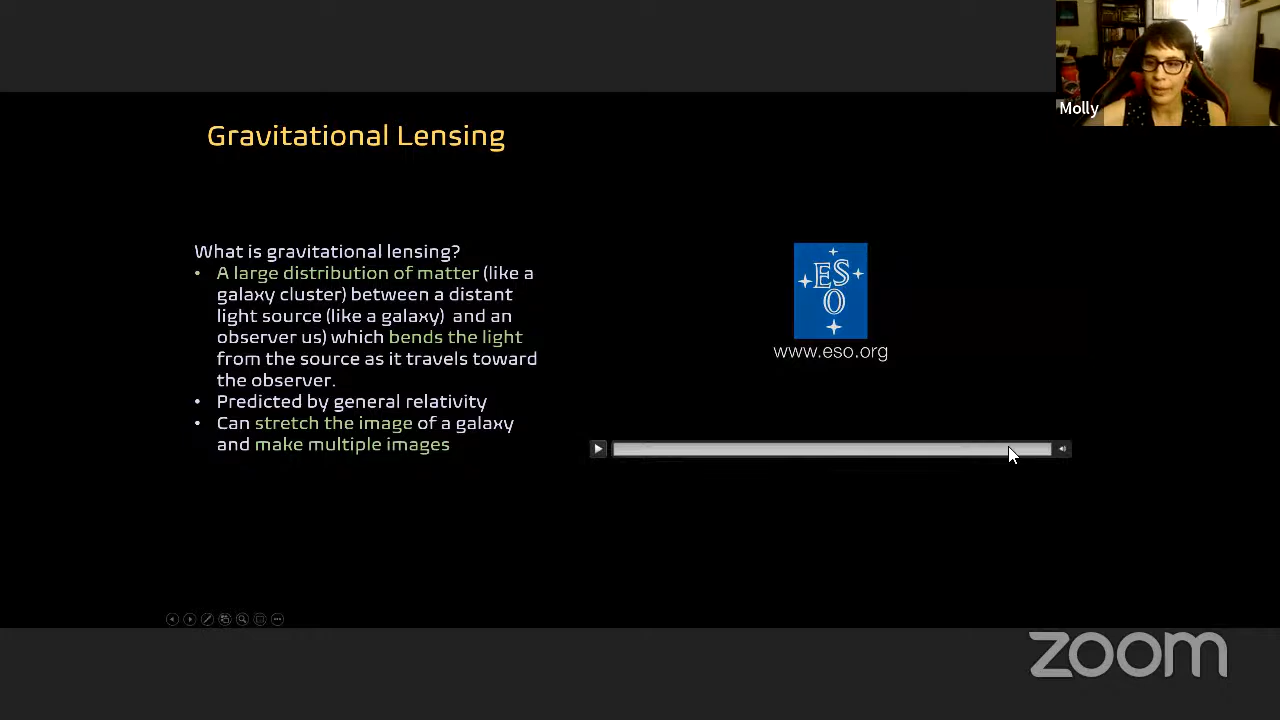 Molly
Gravitational Lensing
What is gravitational lensing?
• A large distribution of matter (like a
galaxy cluster) between a distant
light source (like a galaxy) and an
observer us) which bends the light
from the source as it travels toward
the observer.
• Predicted by general relativity
• Can stretch the image of a galaxy
and make multiple images
ES
O
www.eso.org
zoom